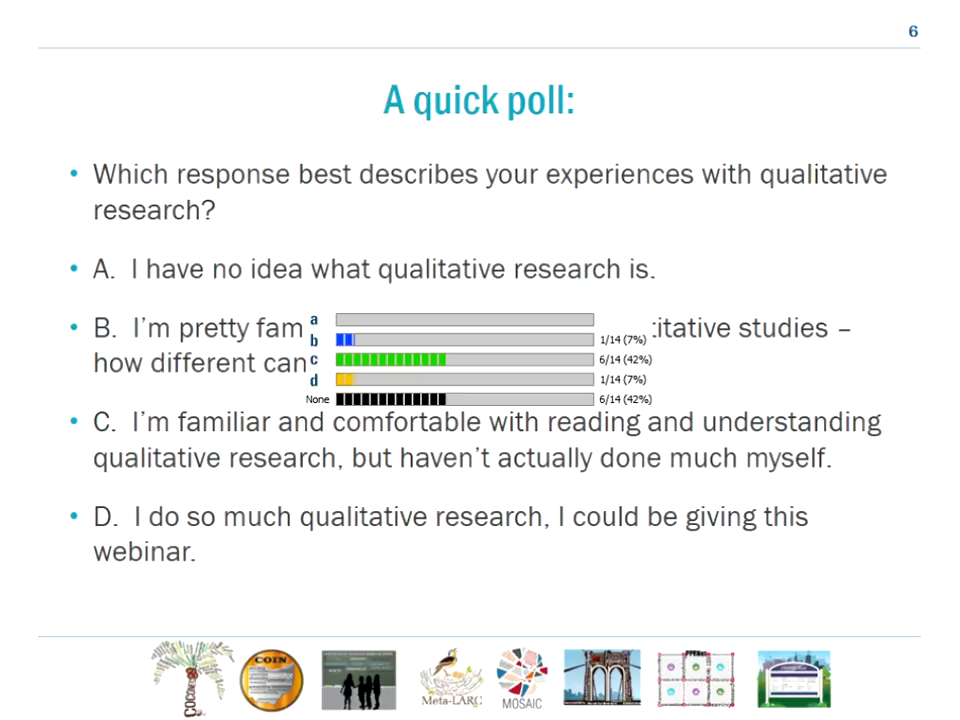 6
A quick poll:
• Which response best describes your experiences with qualitative
research?
• A. I have no idea what qualitative research is.
• B. I'm pretty fam :itative studies –
how different can
a
b 1/14 (7%)
c 6/14 (42%)
d 1/14 (7%)
None 6/14 (42%)
• C. I'm familiar and comfortable with reading and understanding
qualitative research, but haven't actually done much myself.
• D. I do so much qualitative research, I could be giving this
webinar.
COCONet
COIN
Meta-LARC
MOSAIC